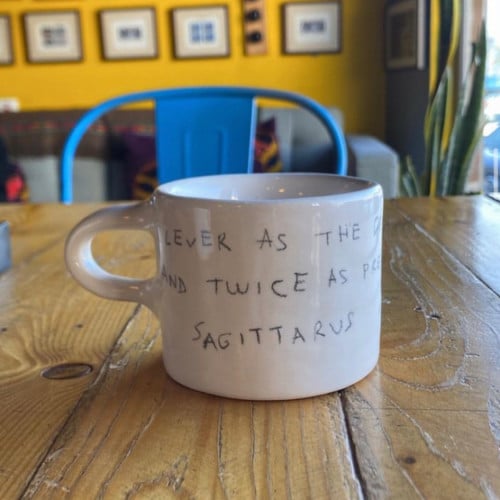 LEVER AS THE
AND TWICE AS
SAGITTARUS